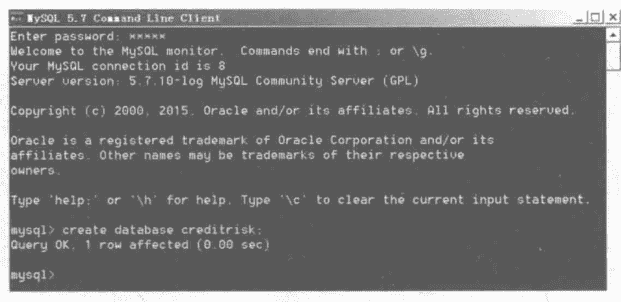 MySQL 5.7 Command Line Client
Enter password: *****
Welcome to the MySQL monitor.  Commands end with ; or \g.
Your MySQL connection id is 8
Server version: 5.7.10-log MySQL Community Server (GPL)
Copyright (c) 2000, 2015, Oracle and/or its affiliates. All rights reserved.
Oracle is a registered trademark of Oracle Corporation and/or its
affiliates. Other names may be trademarks of their respective
owners.
Type 'help;' or '\h' for help. Type '\c' to clear the current input statement.
mysql> create database creditrisk;
Query OK, 1 row affected (0.00 sec)
mysql>